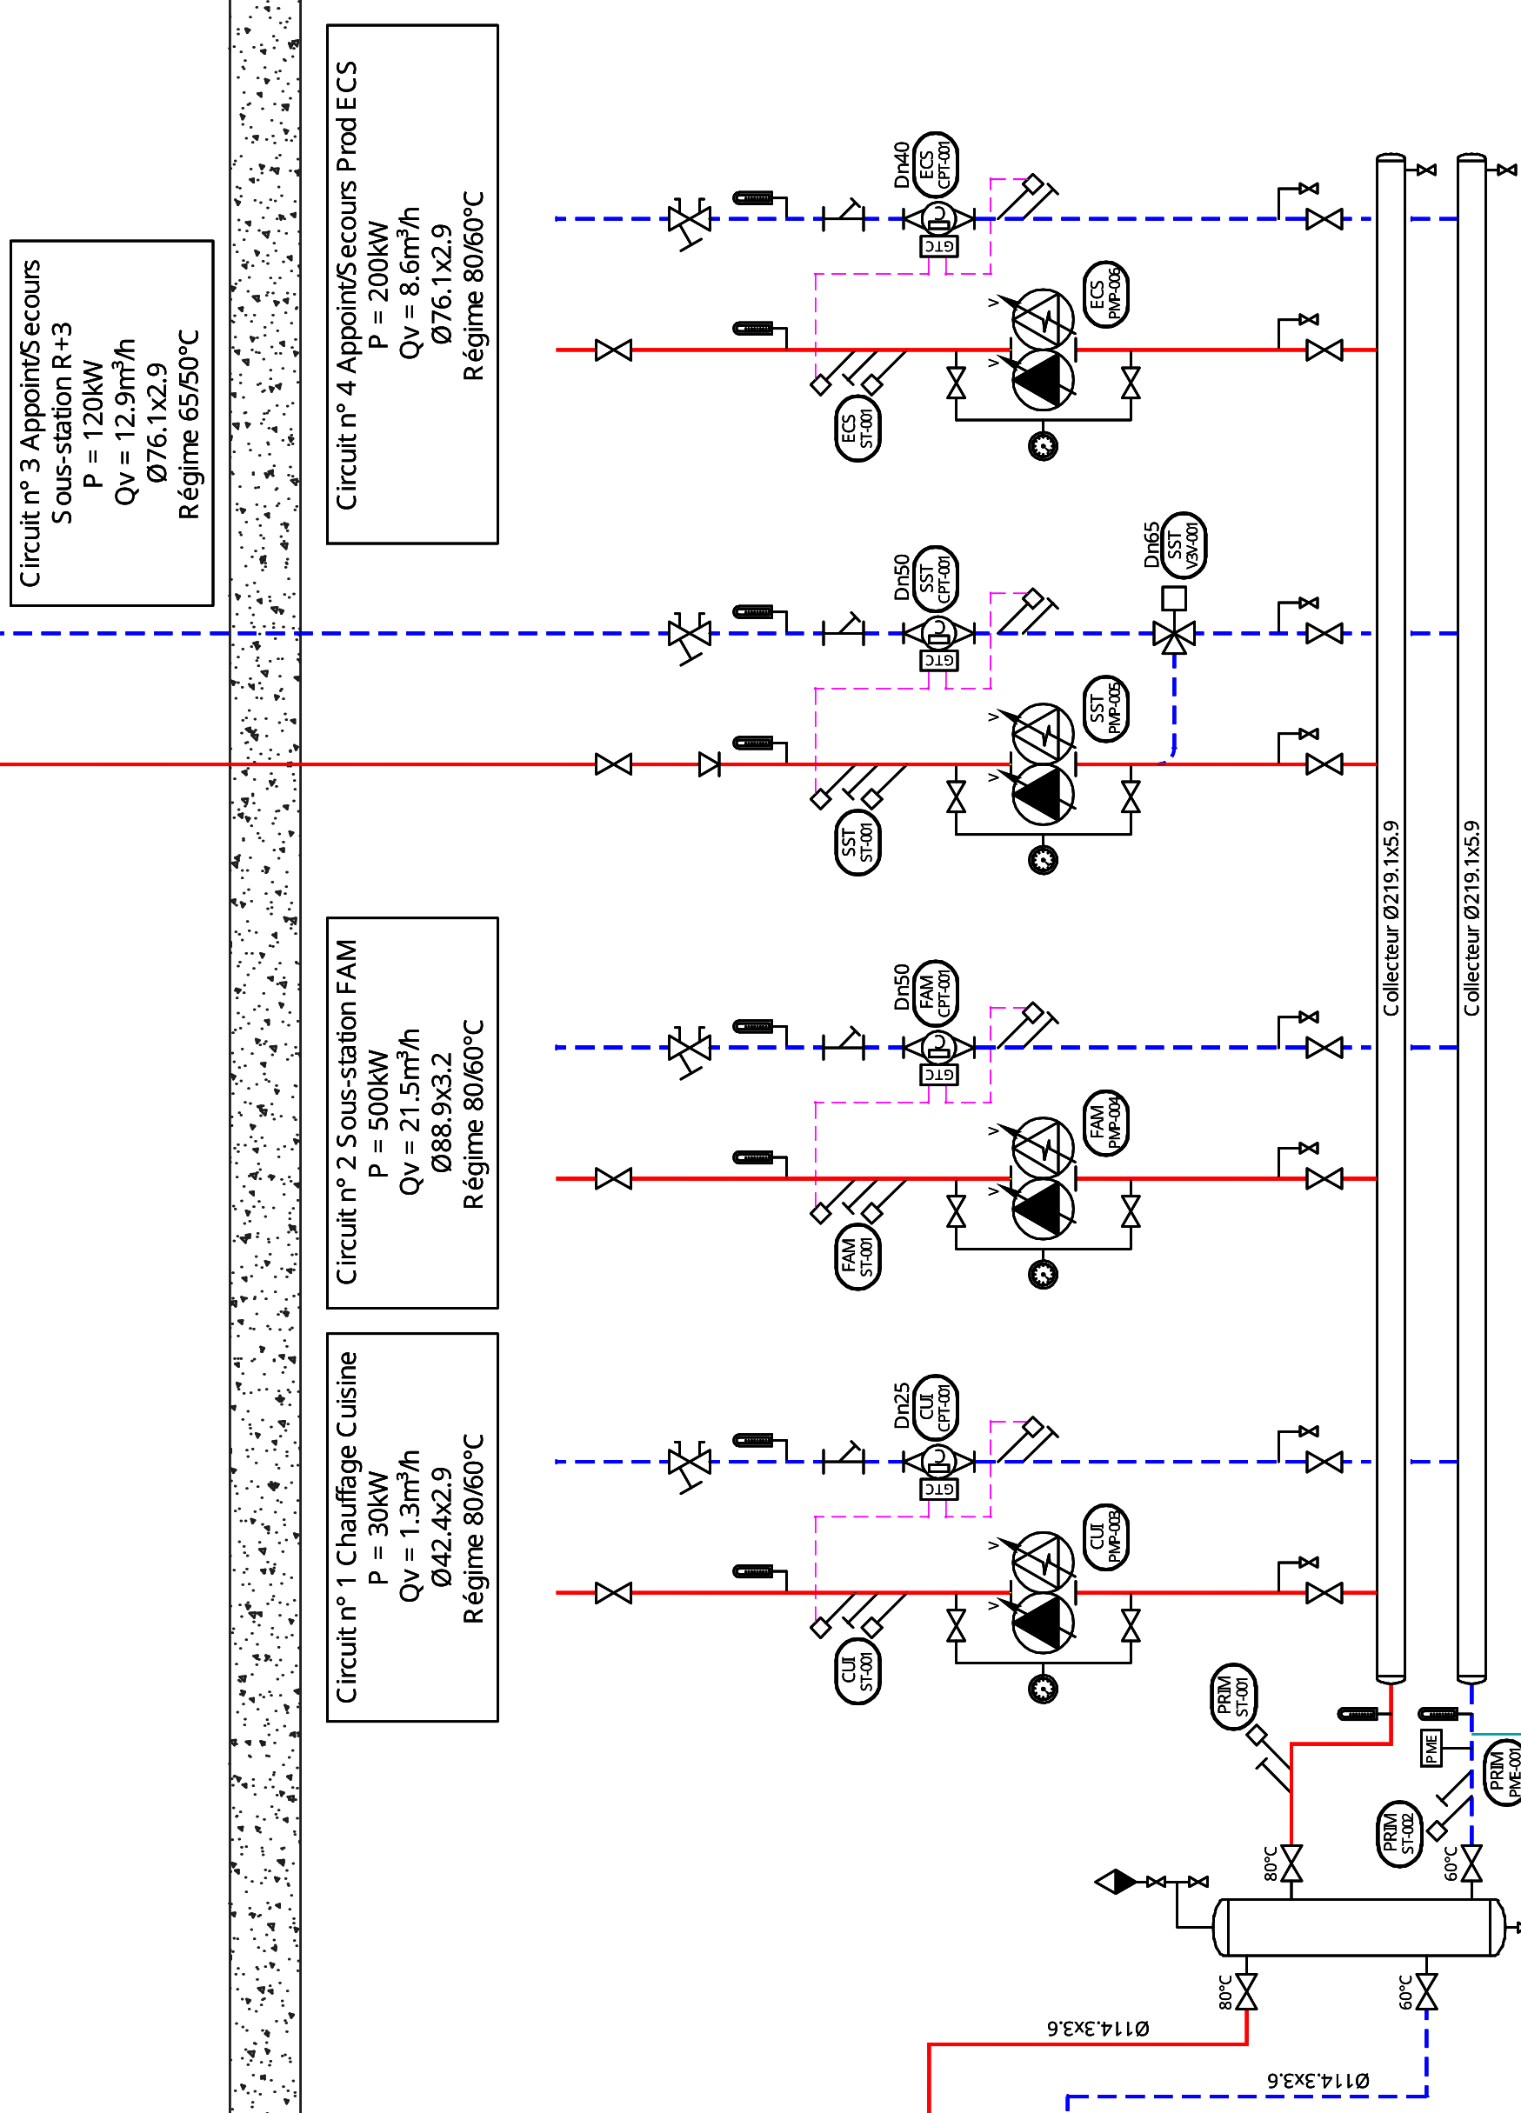 Circuit n° 3 Appoint/Secours
Sous-station R+3
P = 120kW
Qv = 12.9m³/h
Ø76.1x2.9
Régime 65/50°C
Circuit n° 4 Appoint/Secours Prod ECS
P = 200kW
Qv = 8.6m³/h
Ø76.1x2.9
Régime 80/60°C
Circuit n° 2 Sous-station FAM
P = 500kW
Qv = 21.5m³/h
Ø88.9x3.2
Régime 80/60°C
Circuit n° 1 Chauffage Cuisine
P = 30kW
Qv = 1.3m³/h
Ø42.4x2.9
Régime 80/60°C
Dn40
ECS
CPT-001
GTC
C
ECS
ST-001
V
V
ECS
PMP-006
Dn50
SST
CPT-001
GTC
C
SST
ST-001
V
V
SST
PMP-005
Dn65
SST
V3V-001
Dn50
FAM
CPT-001
GTC
C
FAM
ST-001
V
V
FAM
PMP-004
Dn25
CUI
CPT-001
GTC
C
CUI
ST-001
V
V
CUI
PMP-003
Collecteur Ø219.1x5.9
Collecteur Ø219.1x5.9
PRIM
ST-001
PME
PRIM
PME-001
PRIM
ST-002
80°C
60°C
80°C
60°C
Ø114.3x3.6
Ø114.3x3.6